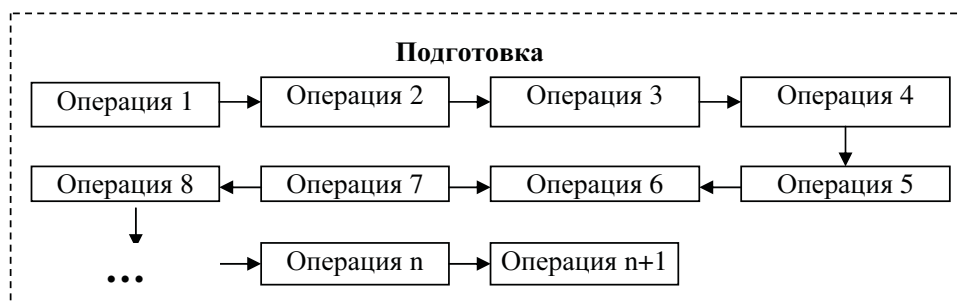 Подготовка
Операция 1 Операция 2 Операция 3 Операция 4
Операция 8 Операция 7 Операция 6 Операция 5
... Операция n Операция n+1